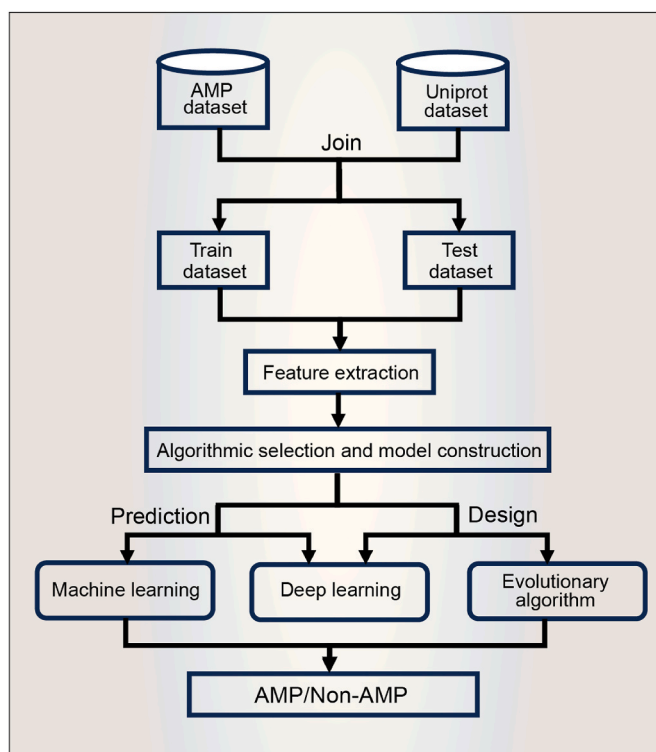 AMP
dataset
Uniprot
dataset
Join
Train
dataset
Test
dataset
Feature extraction
Algorithmic selection and model construction
Prediction
Design
Machine learning
Deep learning
Evolutionary
algorithm
AMP/Non-AMP